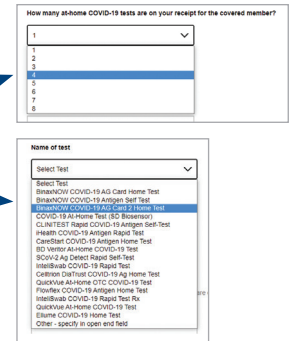 How many at-home COVID-19 tests are on your receipt for the covered member?
1
1
2
3
4
5
6
7
8
Name of test
Select Test
Select Test
BinaxNOW COVID-19 AG Card Home Test
BinaxNOW COVID-19 Antigen Self Test
BinaxNOW COVID-19 AG Card 2 Home Test
COVID-19 At-Home Test (SD Biosensor)
CLINITEST Rapid COVID-19 Antigen Self-Test
iHealth COVID-19 Antigen Rapid Test
CareStart COVID-19 Antigen Home Test
BD Veritor At-Home COVID-19 Test
SCoV-2 Ag Detect Rapid Self-Test
InteliSwab COVID-19 Rapid Test
Celltrion DiaTrust COVID-19 Ag Home Test
QuickVue At-Home OTC COVID-19 Test
Flowflex COVID-19 Antigen Home Test
InteliSwab COVID-19 Rapid Test Rx
QuickVue At-Home COVID-19 Test
Ellume COVID-19 Home Test
Other - specify in open end field